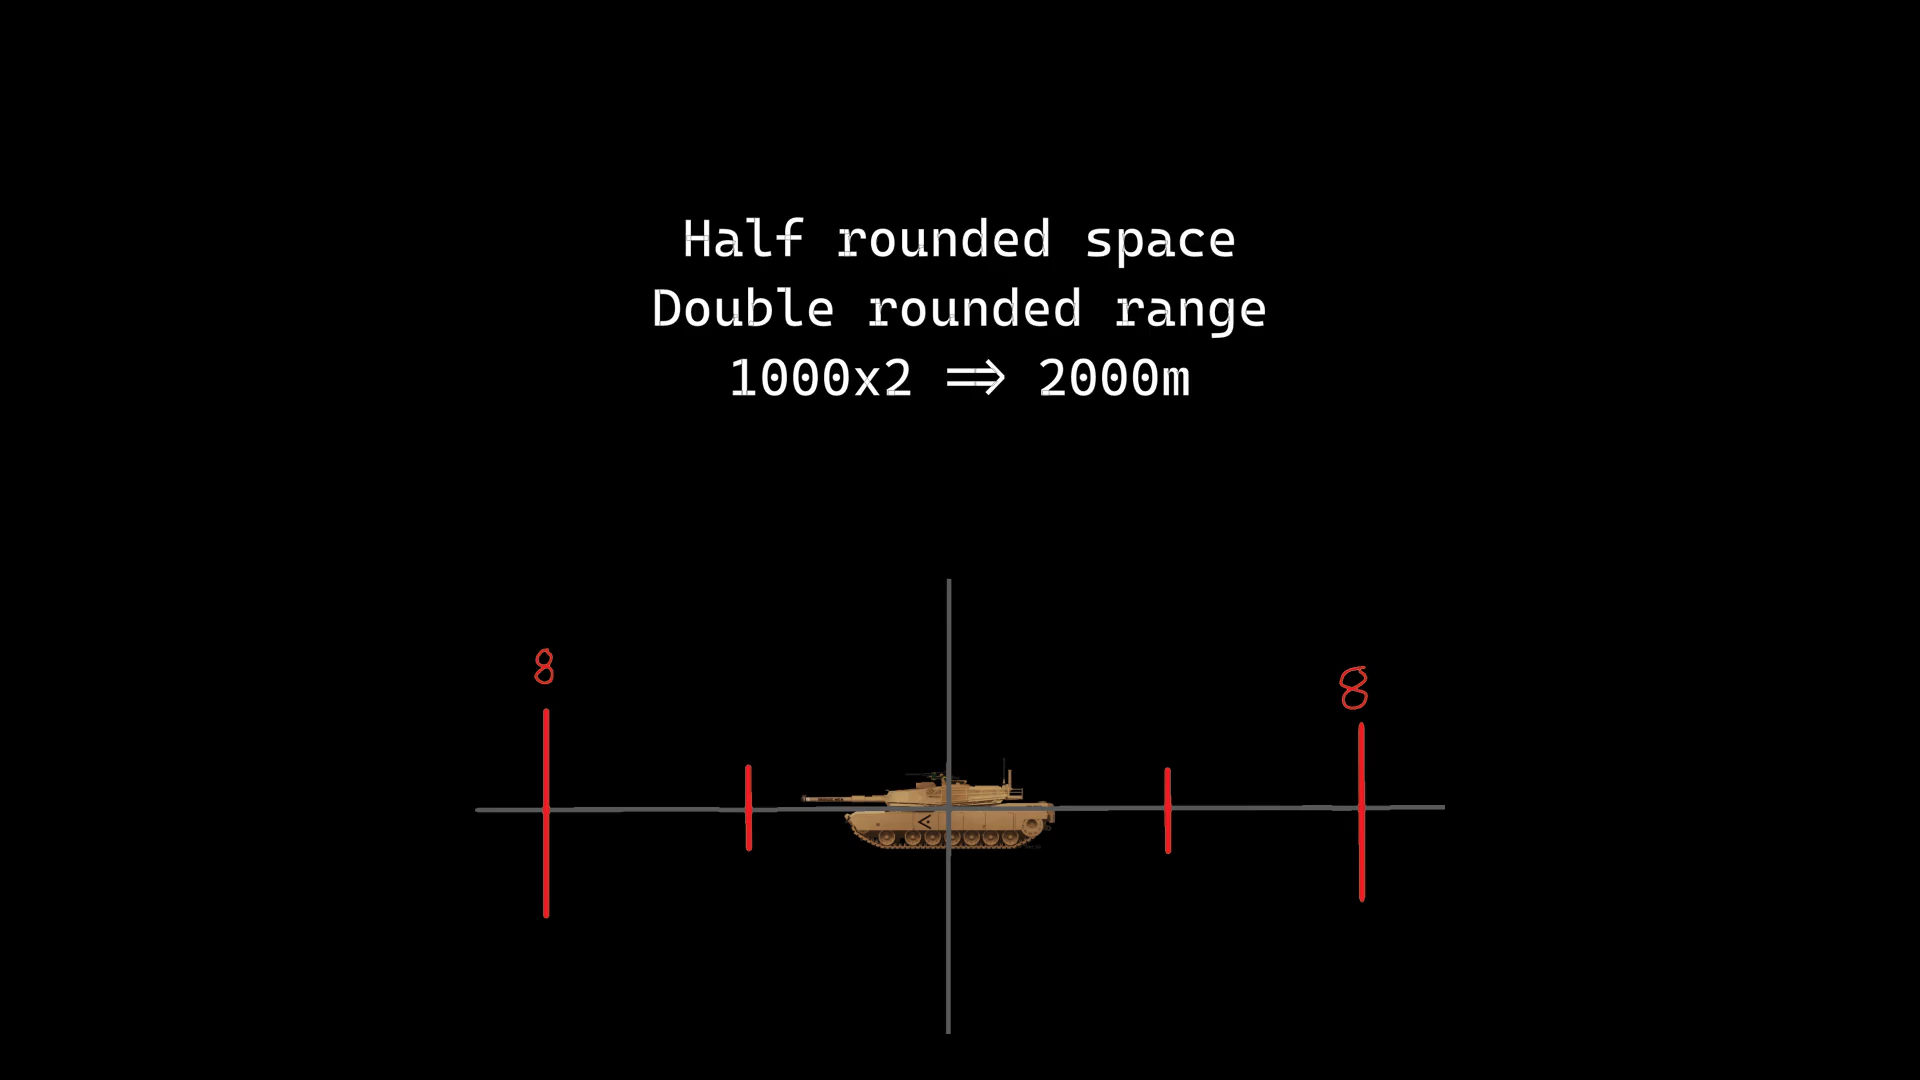 Half rounded space
Double rounded range
1000x2 ⇒ 2000m
8 8